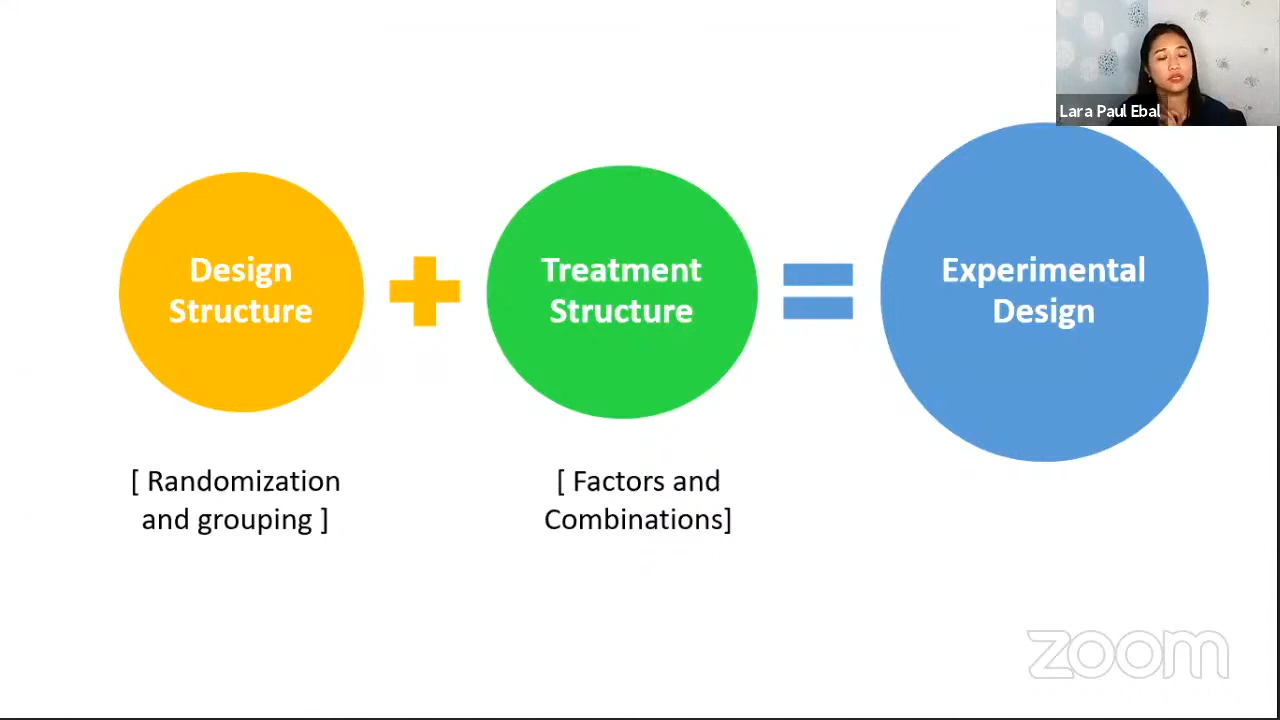 Lara Paul Ebal
Design
Structure
Treatment
Structure
Experimental
Design
[ Randomization
and grouping ]
[ Factors and
Combinations]
zoom